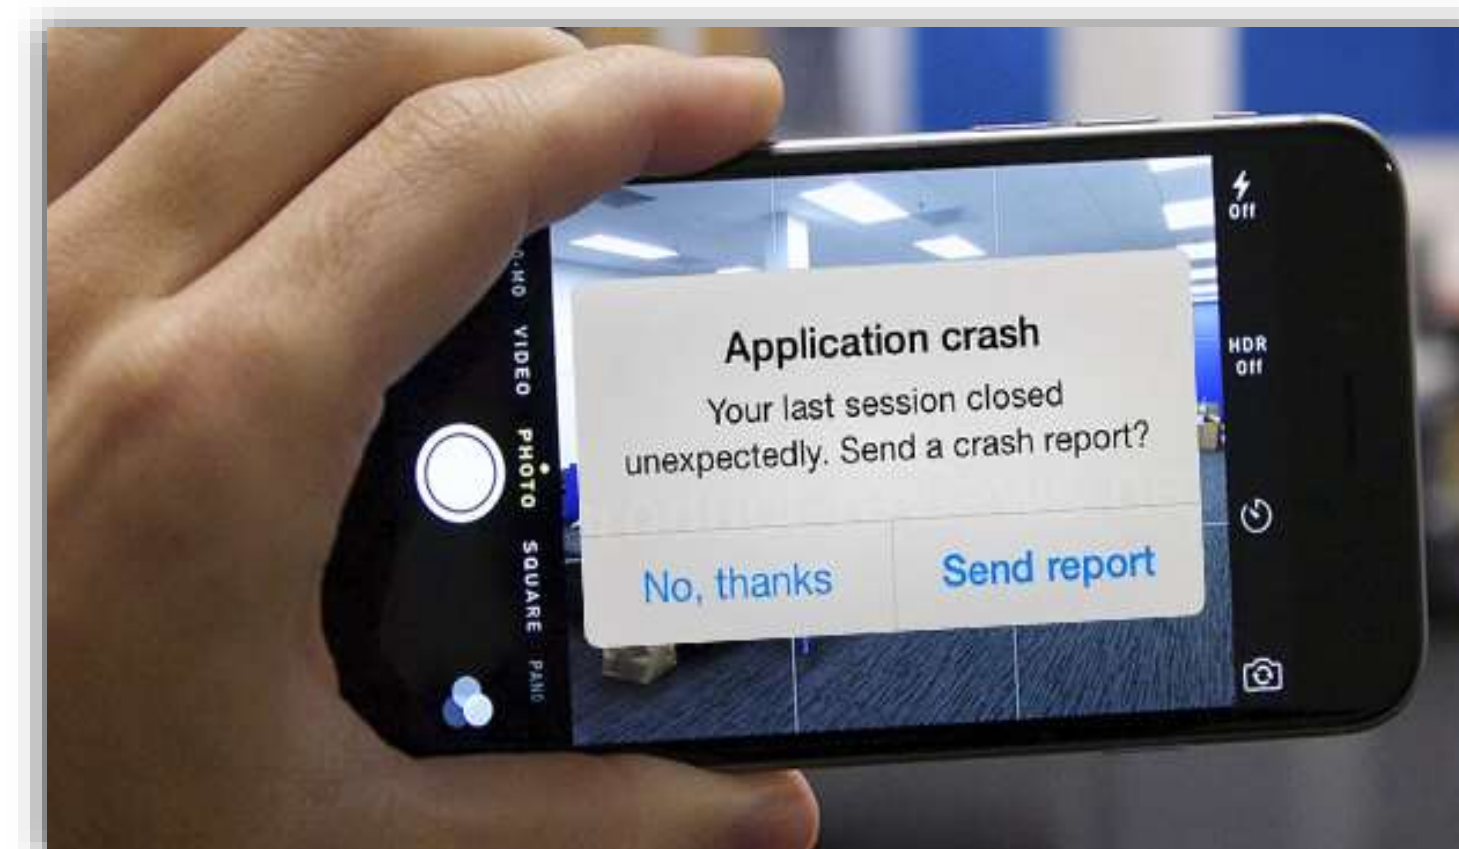 Application crash
Your last session closed
unexpectedly. Send a crash report?
No, thanks
Send report
VIDEO
PHOTO
SQUARE
Off
HDR
Off